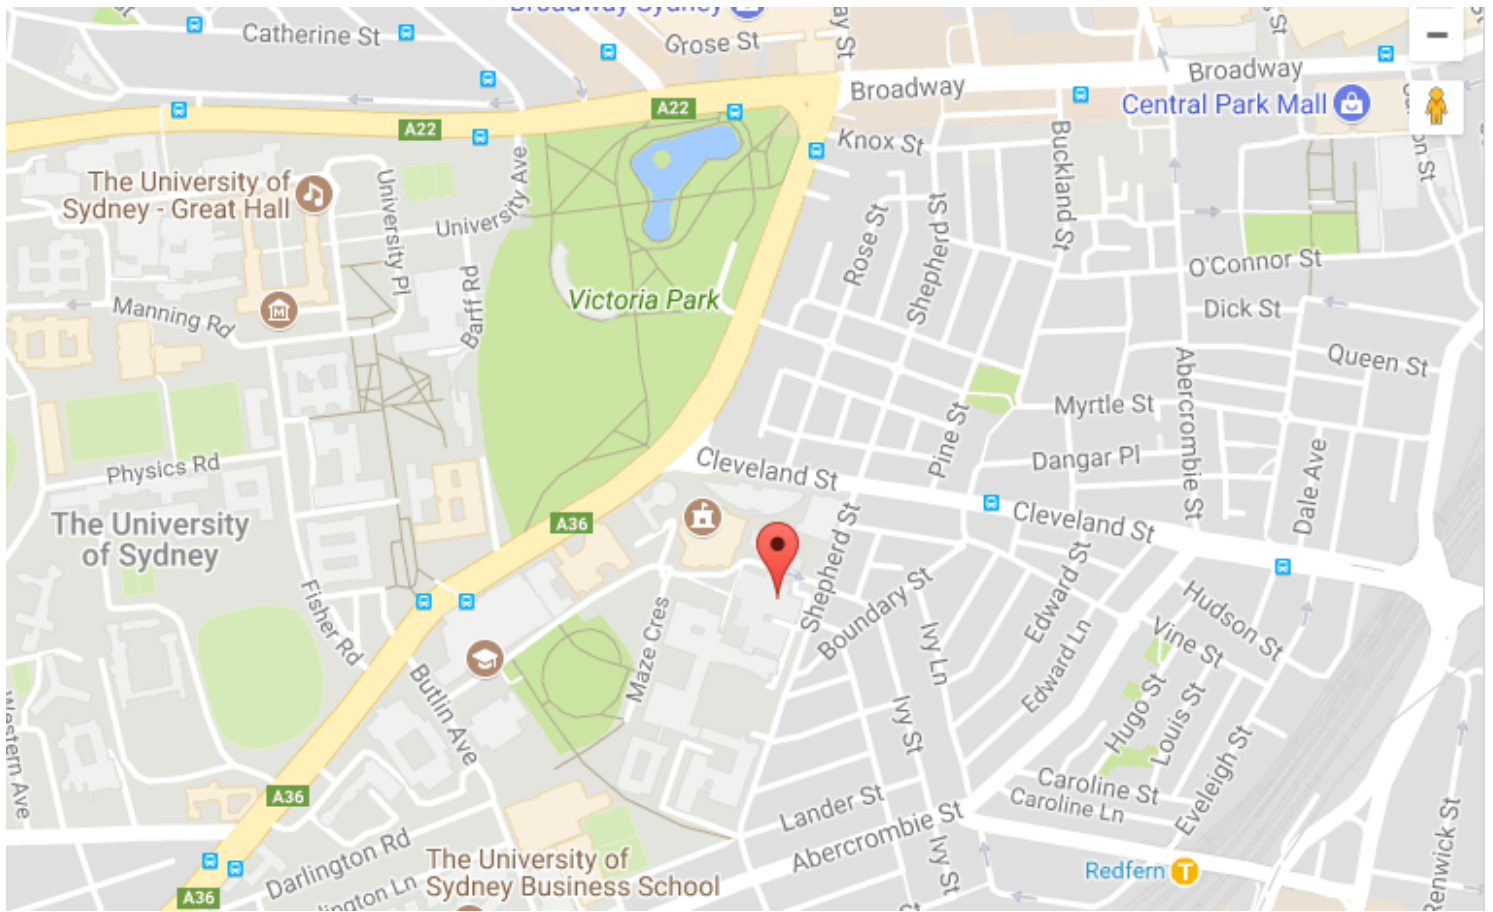 Broadway Sydney
Catherine St
Grose St
Broadway
Broadway
A22
A22
Central Park Mall
Knox St
Buckland St
The University of
Sydney - Great Hall
University Pl
University Ave
Rose St
Shepherd St
O'Connor St
Dick St
Manning Rd
Barff Rd
Victoria Park
Queen St
Abercrombie St
Myrtle St
Pine St
Dangar Pl
Dale Ave
Physics Rd
Cleveland St
Cleveland St
The University
of Sydney
A36
Shepherd St
Boundary St
Edward St
Edward Ln
Hudson St
Vine St
Fisher Rd
Maze Cres
Ivy Ln
Ivy St
Hugo St
Louis St
Eveleigh St
Butlin Ave
Western Ave
A36
Caroline St
Caroline Ln
Lander St
Abercrombie St
Ivy St
Renwick St
Darlington Rd
The University of
Sydney Business School
Redfern
T
A36